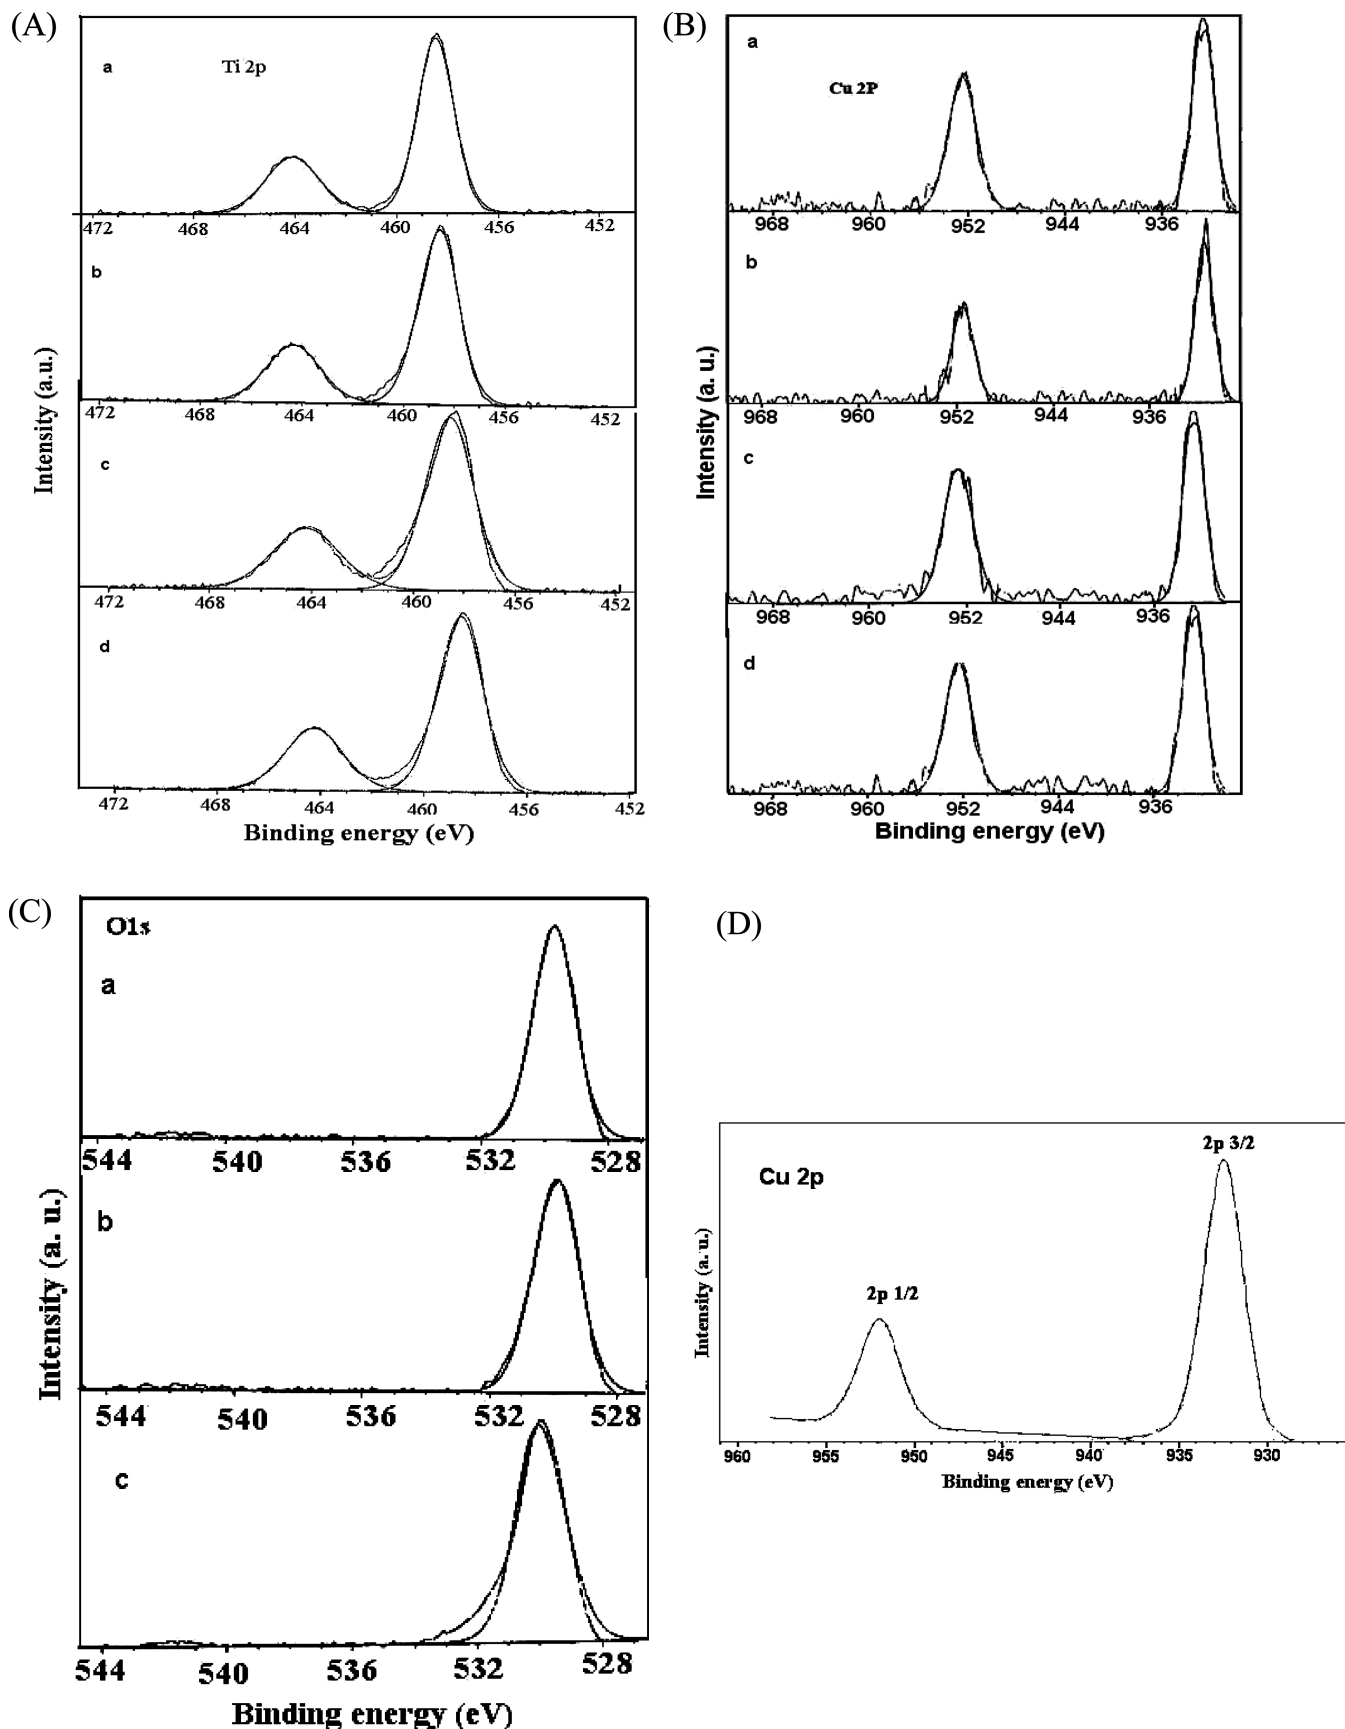 (A)
a
Ti 2p
472 468 464 460 456 452
b
472 468 464 460 456 452
c
472 468 464 460 456 452
d
472 468 464 460 456 452
Intensity (a.u.)
Binding energy (eV)
(B)
a
Cu 2P
968 960 952 944 936
b
968 960 952 944 936
c
968 960 952 944 936
d
968 960 952 944 936
Intensity (a. u.)
Binding energy (eV)
(C)
O1s
a
544 540 536 532 528
b
544 540 536 532 528
c
544 540 536 532 528
Intensity (a. u.)
Binding energy (eV)
(D)
2p 3/2
Cu 2p
2p 1/2
Intensity (a. u.)
960 955 950 945 940 935 930
Binding energy (eV)